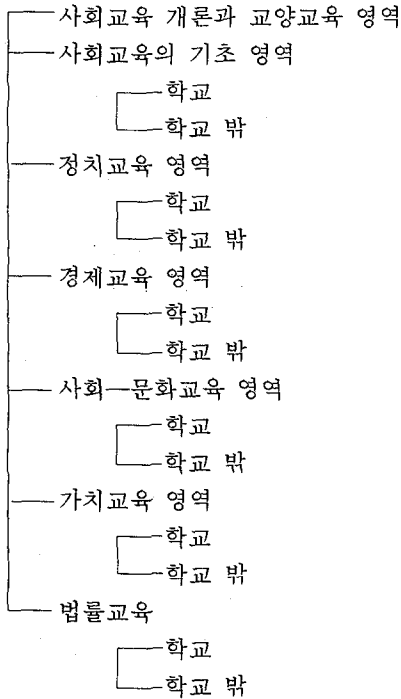 사회교육 개론과 교양교육 영역
사회교육의 기초 영역
학교
학교 밖
정치교육 영역
학교
학교 밖
경제교육 영역
학교
학교 밖
사회—문화교육 영역
학교
학교 밖
가치교육 영역
학교
학교 밖
법률교육
학교
학교 밖